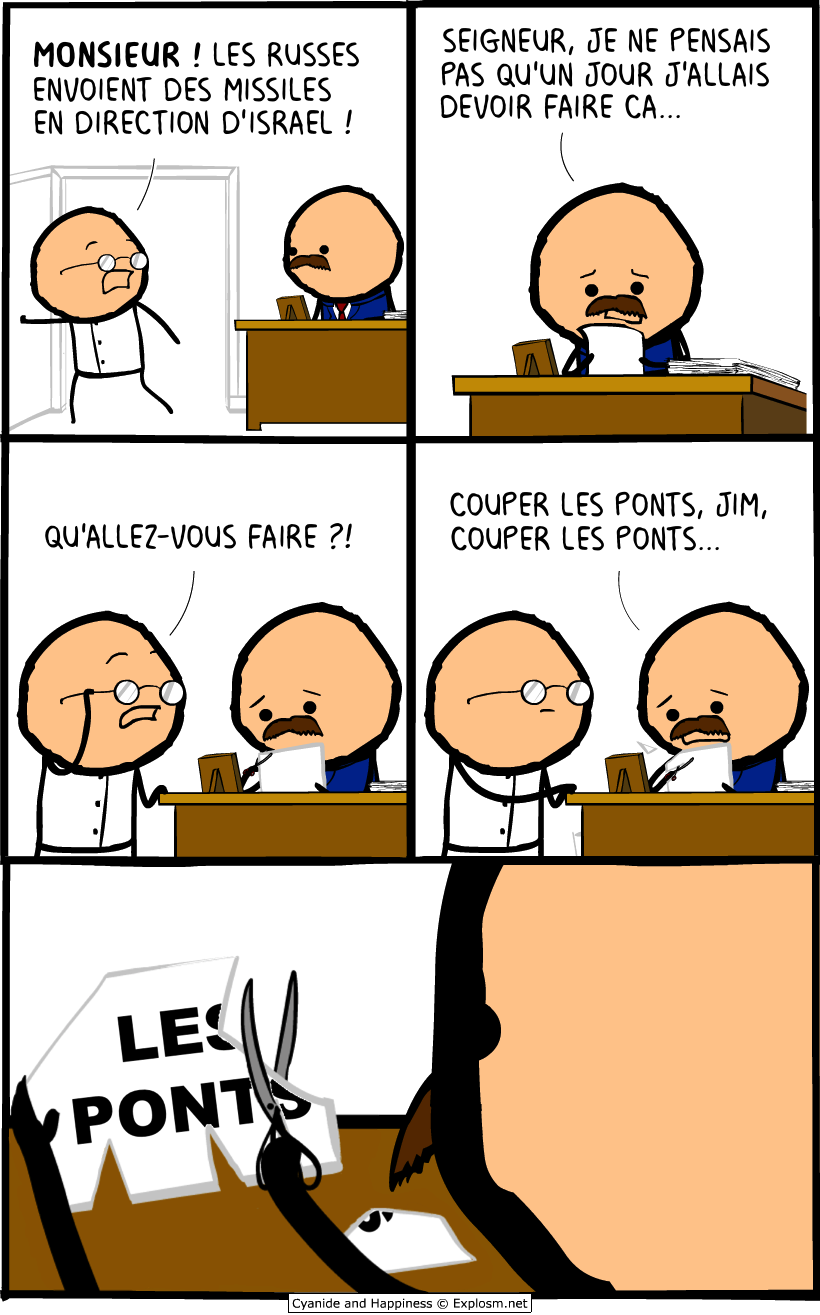 MONSIEUR ! LES RUSSES
ENVOIENT DES MISSILES
EN DIRECTION D'ISRAEL !
SEIGNEUR, JE NE PENSAIS
PAS QU'UN JOUR J'ALLAIS
DEVOIR FAIRE CA...
QU'ALLEZ-VOUS FAIRE ?!
COUPER LES PONTS, JIM,
COUPER LES PONTS...
LES
PONTS
Cyanide and Happiness © Explosm.net